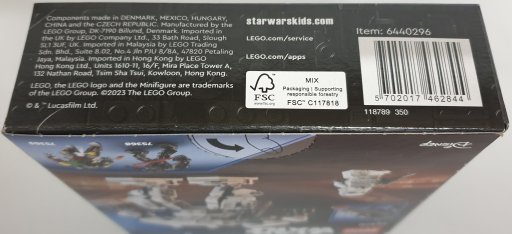 Components made in DENMARK, MEXICO, HUNGARY,
CHINA and the CZECH REPUBLIC. Manufactured by the
LEGO Group, DK-7190 Billund, Denmark. Imported in
the UK by LEGO Company Ltd., 33 Bath Road, Slough
SL1 3UF, UK. Imported in Malaysia by LEGO Trading
Sdn. Bhd., Suite 8.02, No.4 Jln PJU 8/8A, 47820 Petaling
Jaya, Malaysia. Imported in Hong Kong by LEGO
Hong Kong Ltd., Units 1610-11, 16/F, Mira Place Tower A,
132 Nathan Road, Tsim Sha Tsui, Kowloon, Hong Kong.
LEGO, the LEGO logo and the Minifigure are trademarks
of the LEGO Group. ©2023 The LEGO Group.
© & ™ Lucasfilm Ltd.
starwarskids.com
LEGO.com/service
LEGO.com/apps
FSC
www.fsc.org
MIX
Packaging | Supporting
responsible forestry
FSC™ C117818
Item: 6440296
5 702017 462844
118789 350
75369
75368
Disney